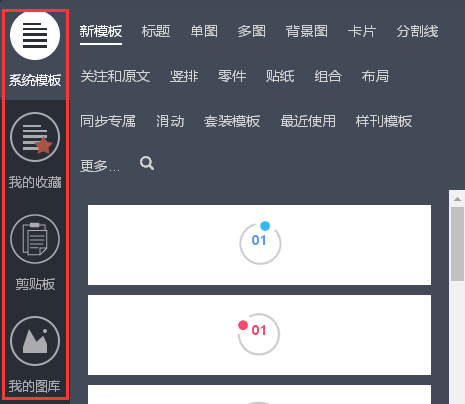 系统模板
我的收藏
剪贴板
我的图库
新模板 标题 单图 多图 背景图 卡片 分割线
关注和原文 竖排 零件 贴纸 组合 布局
同步专属 滑动 套装模板 最近使用 样刊模板
更多...
01
01